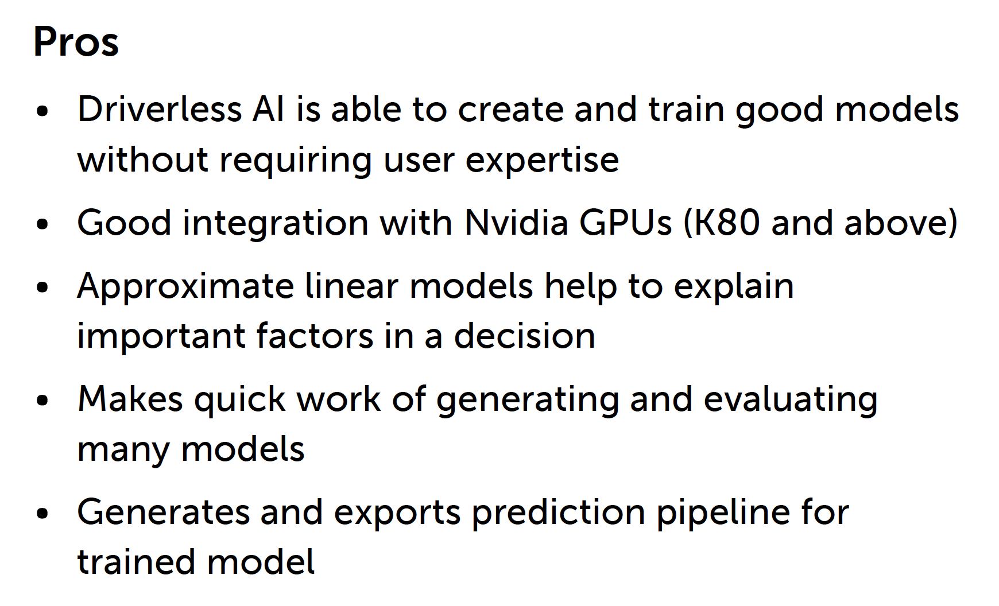 Pros
• Driverless AI is able to create and train good models
without requiring user expertise
• Good integration with Nvidia GPUs (K80 and above)
• Approximate linear models help to explain
important factors in a decision
• Makes quick work of generating and evaluating
many models
• Generates and exports prediction pipeline for
trained model